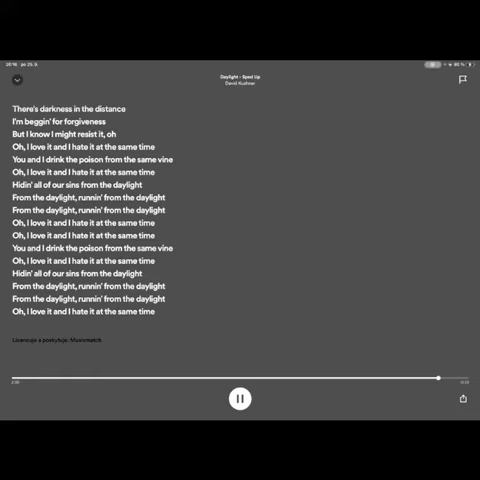 20:16 po 25. 9.
80 %
Daylight - Sped Up
David Kushner
There's darkness in the distance
I'm beggin' for forgiveness
But I know I might resist it, oh
Oh, I love it and I hate it at the same time
You and I drink the poison from the same vine
Oh, I love it and I hate it at the same time
Hidin' all of our sins from the daylight
From the daylight, runnin' from the daylight
From the daylight, runnin' from the daylight
Oh, I love it and I hate it at the same time
Oh, I love it and I hate it at the same time
You and I drink the poison from the same vine
Oh, I love it and I hate it at the same time
Hidin' all of our sins from the daylight
From the daylight, runnin' from the daylight
From the daylight, runnin' from the daylight
Oh, I love it and I hate it at the same time
Licencuje a poskytuje: Musixmatch